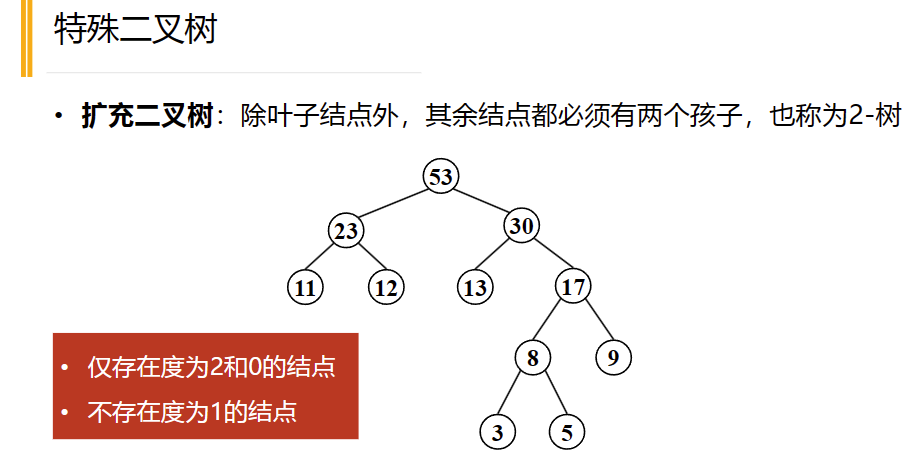 特殊二叉树
• 扩充二叉树：除叶子结点外，其余结点都必须有两个孩子，也称为2-树
53
23 30
11 12 13 17
8 9
3 5
• 仅存在度为2和0的结点
• 不存在度为1的结点